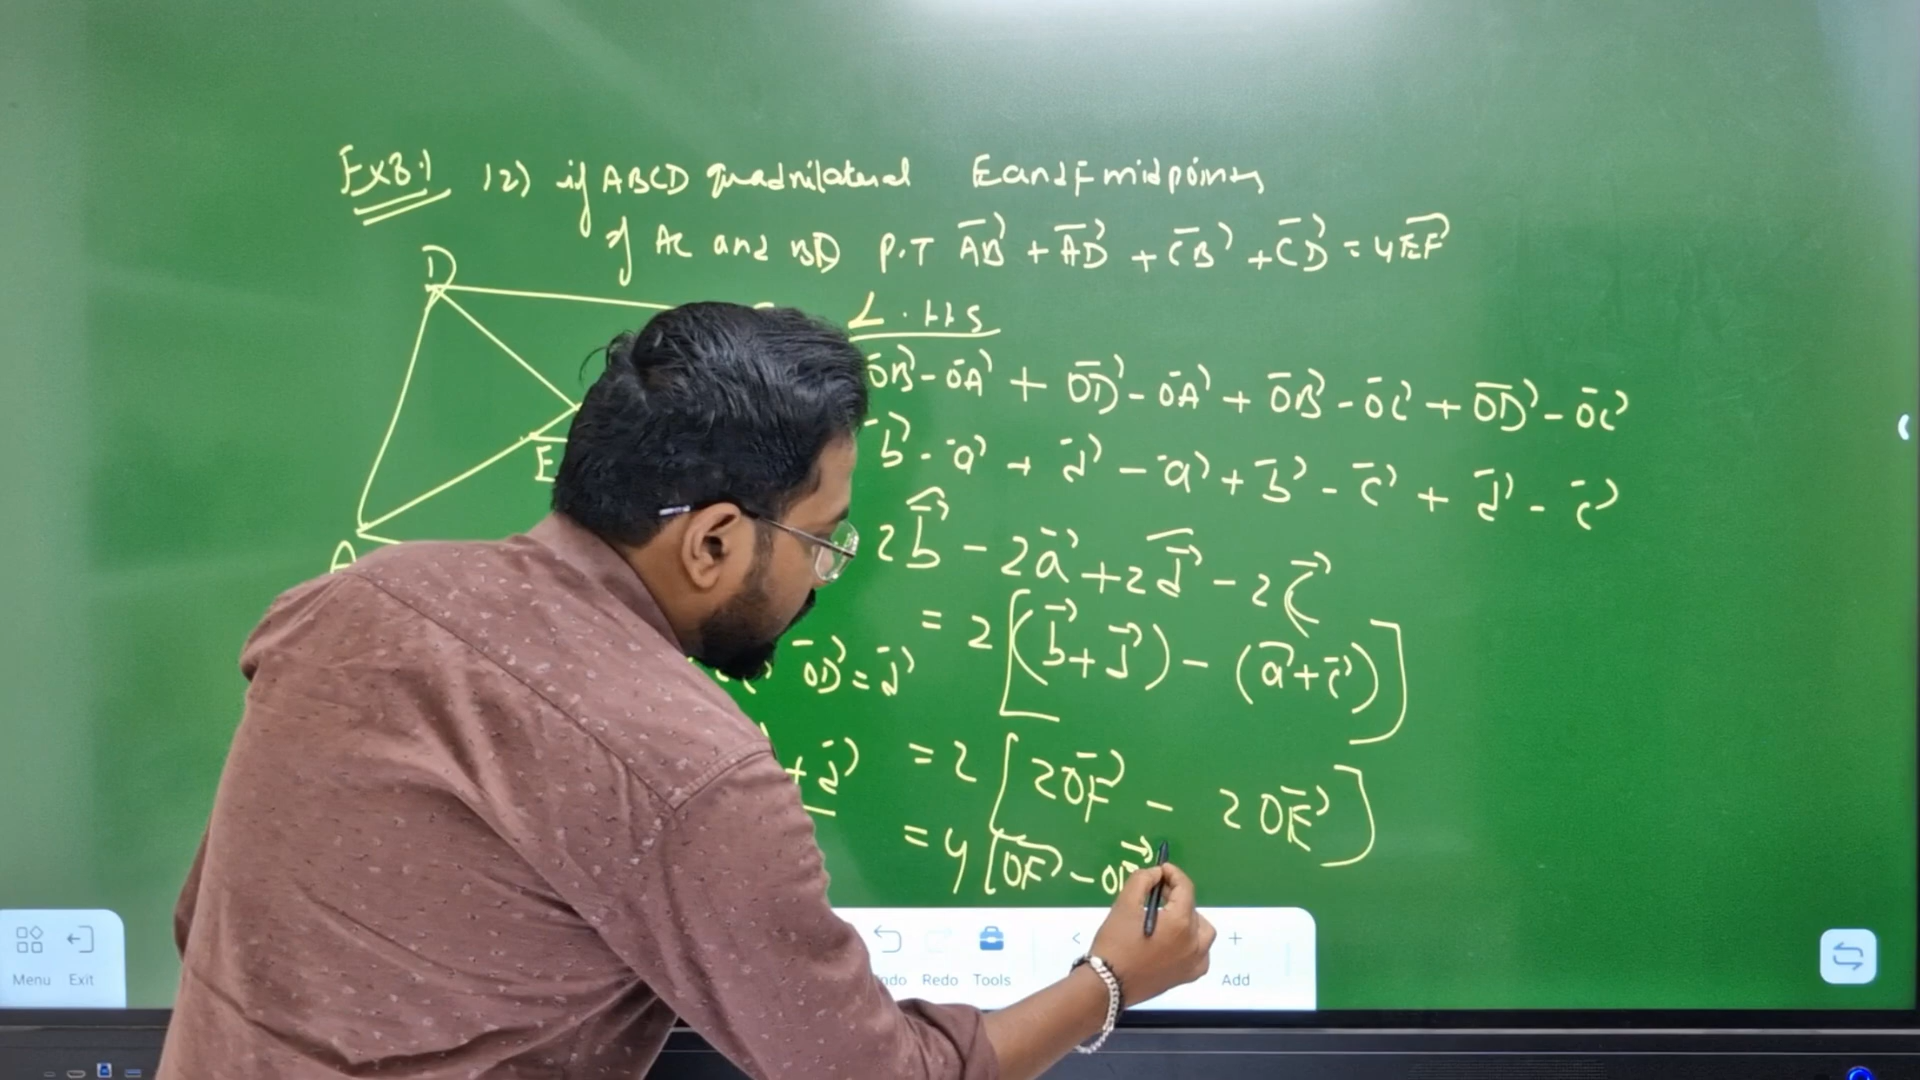 Ex 8.1 12) if ABCD quadrilateral E and F midpoints
of AC and BD P.T AB⃗ + AD⃗ + CB⃗ + CD⃗ = 4EF⃗
D
L.H.S
OB⃗ - OA⃗ + OD⃗ - OA⃗ + OB⃗ - OC⃗ + OD⃗ - OC⃗
E
b⃗ - a⃗ + d⃗ - a⃗ + b⃗ - c⃗ + d⃗ - c⃗
A
2b⃗ - 2a⃗ + 2d⃗ - 2c⃗
= 2[(b⃗ + d⃗) - (a⃗ + c⃗)]
OD⃗ = d⃗
+ d⃗)
= 2[2OF⃗ - 2OE⃗]
= 4[OF⃗ - OE⃗
Menu Exit Redo Tools < + Add